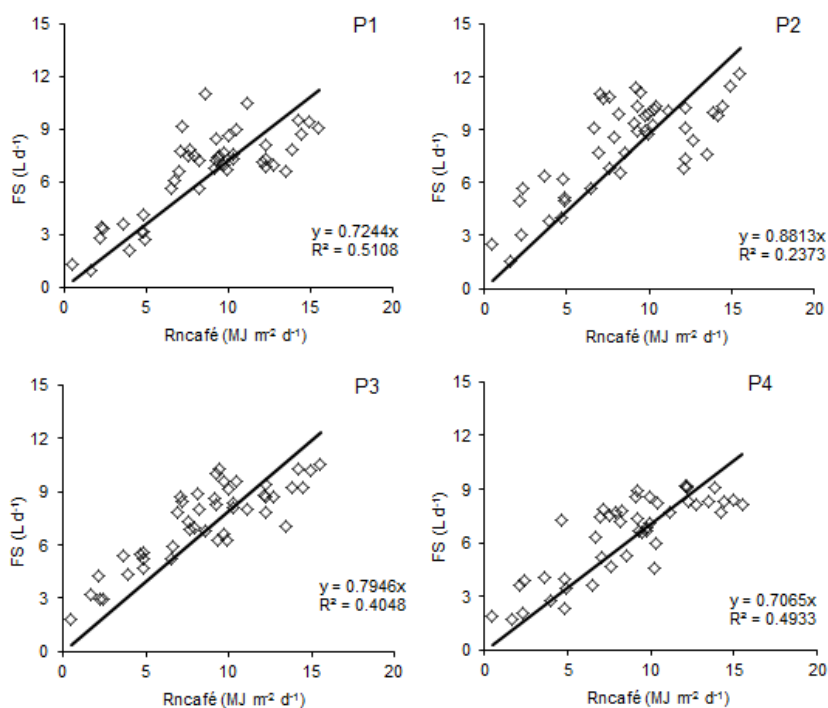 P1
15
12
9
6
3
0
FS (L d⁻¹)
y = 0.7244x
R² = 0.5108
0 5 10 15 20
Rncafé (MJ m⁻² d⁻¹)
P2
15
12
9
6
3
0
FS (L d⁻¹)
y = 0.8813x
R² = 0.2373
0 5 10 15 20
Rncafé (MJ m⁻² d⁻¹)
P3
15
12
9
6
3
0
FS (L d⁻¹)
y = 0.7946x
R² = 0.4048
0 5 10 15 20
Rncafé (MJ m⁻² d⁻¹)
P4
15
12
9
6
3
0
FS (L d⁻¹)
y = 0.7065x
R² = 0.4933
0 5 10 15 20
Rncafé (MJ m⁻² d⁻¹)